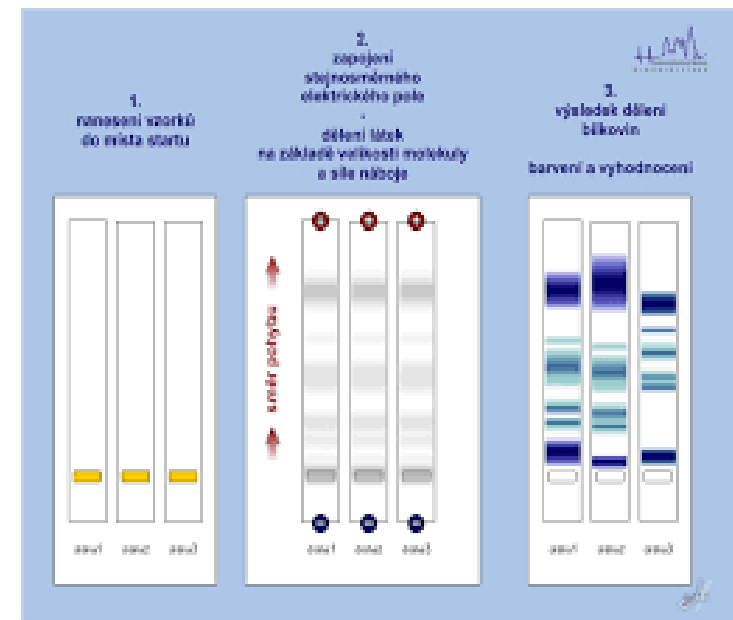 1.
nanesení vzorků
do místa startu
2.
zapojení
stejnosměrného
elektrického pole
-
dělení látek
na základě velikosti molekuly
a síle náboje
3.
výsledek dělení
bílkovin
barvení a vyhodnocení
směr pohybu
+ + +
- - -